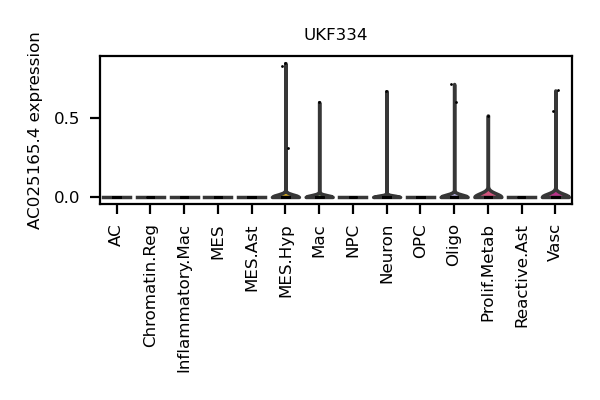 UKF334
AC025165.4 expression
0.5
0.0
AC
Chromatin.Reg
Inflammatory.Mac
MES
MES.Ast
MES.Hyp
Mac
NPC
Neuron
OPC
Oligo
Prolif.Metab
Reactive.Ast
Vasc